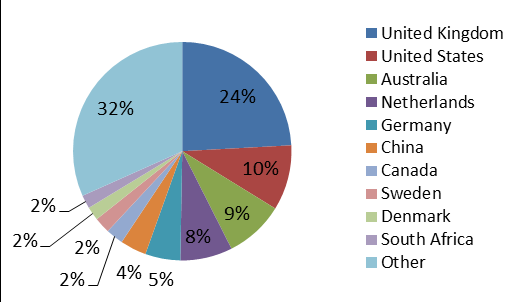 24%
10%
9%
8%
5%
4%
2%
2%
2%
2%
32%
United Kingdom
United States
Australia
Netherlands
Germany
China
Canada
Sweden
Denmark
South Africa
Other